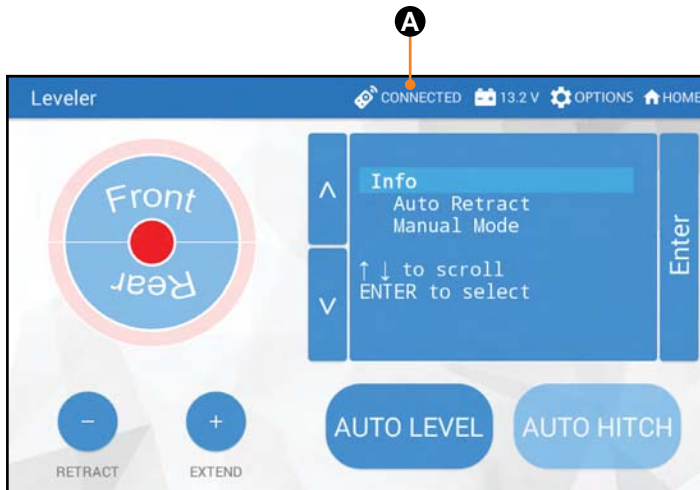 A
Leveler
CONNECTED 13.2 V OPTIONS HOME
Front
Rear
Info
Auto Retract
Manual Mode
↑ ↓ to scroll
ENTER to select
Enter
− +
RETRACT EXTEND
AUTO LEVEL AUTO HITCH